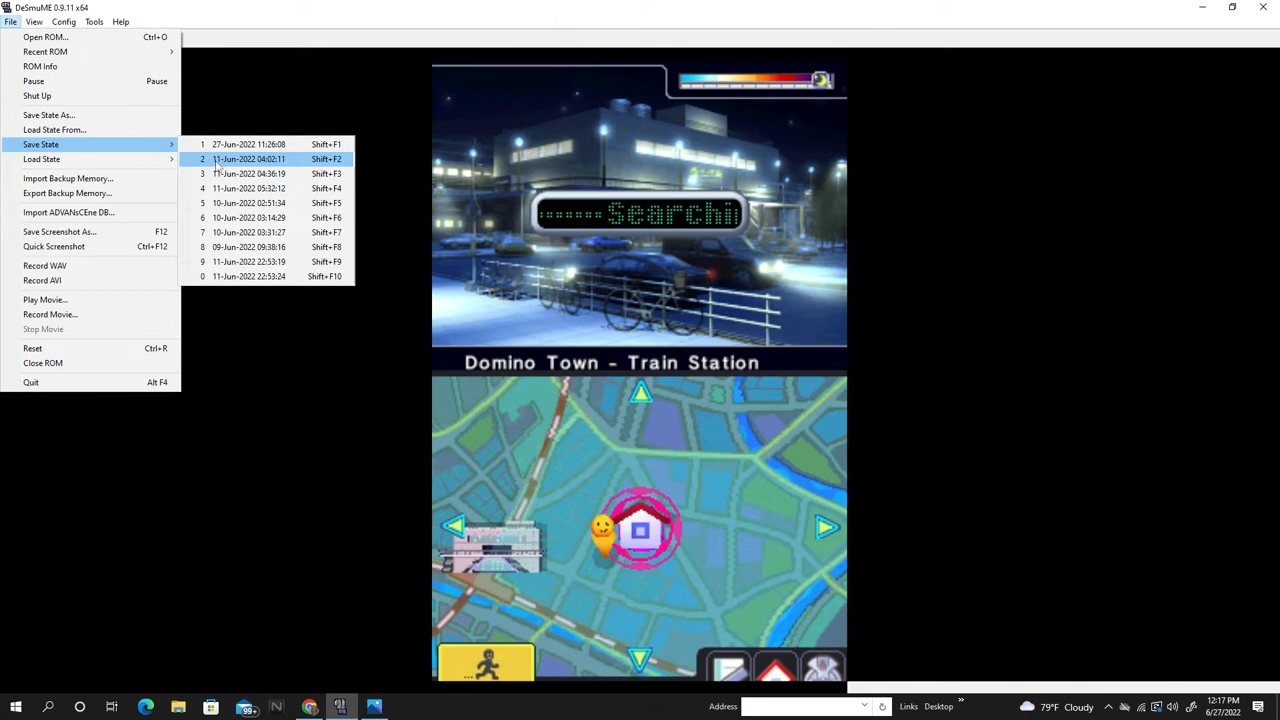 DeSmuME 0.9.11 x64
File View Config Tools Help
Open ROM... Ctrl+O
Recent ROM >
ROM Info
Pause Pause
Shut Up
Save State As...
Load State From...
Save State >
Load State >
Import Backup Memory...
Export Backup Memory...
Import ADVANsCEne DB...
Save Screenshot As... F12
Quick Screenshot Ctrl+F12
Record WAV
Record AVI
Play Movie...
Record Movie...
Stop Movie
Reset Ctrl+R
Close ROM
Quit Alt F4
1 27-Jun-2022 11:26:08 Shift+F1
2 11-Jun-2022 04:02:11 Shift+F2
3 11-Jun-2022 04:36:19 Shift+F3
4 11-Jun-2022 05:32:12 Shift+F4
5 10-Jun-2022 02:51:34 Shift+F5
6 10-Jun-2022 03:14:29 Shift+F6
7 10-Jun-2022 03:31:27 Shift+F7
8 09-Jun-2022 09:38:16 Shift+F8
9 11-Jun-2022 22:53:19 Shift+F9
0 11-Jun-2022 22:53:24 Shift+F10
.......Searchi
Domino Town - Train Station
99+
Address
Links Desktop »
79°F Cloudy
12:17 PM
6/27/2022